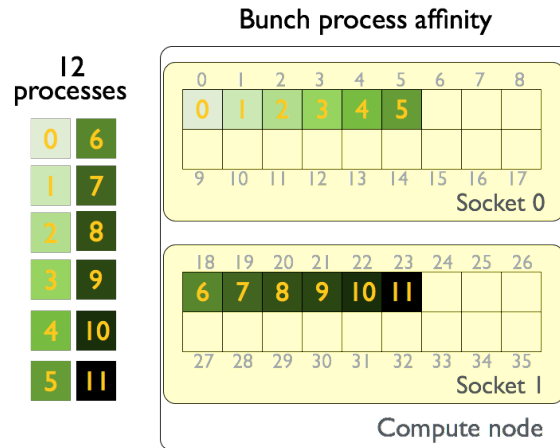 Bunch process affinity
12
processes
0 6
1 7
2 8
3 9
4 10
5 11
0 1 2 3 4 5 6 7 8
0 1 2 3 4 5
9 10 11 12 13 14 15 16 17
Socket 0
18 19 20 21 22 23 24 25 26
6 7 8 9 10 11
27 28 29 30 31 32 33 34 35
Socket 1
Compute node